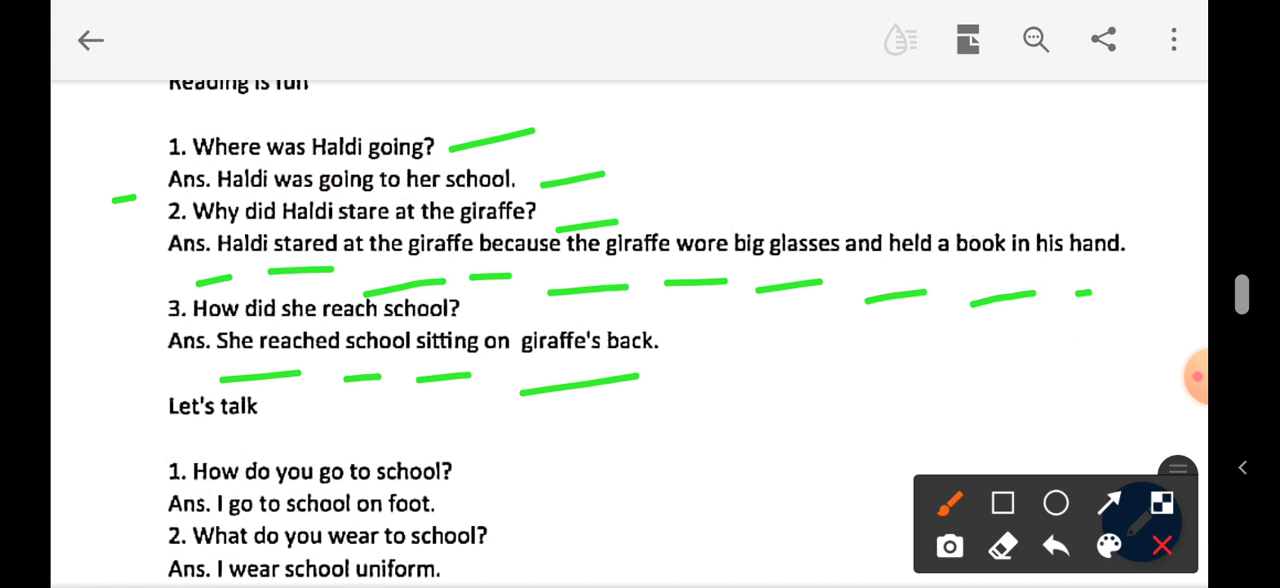 Reading is fun
1. Where was Haldi going?
Ans. Haldi was going to her school.
2. Why did Haldi stare at the giraffe?
Ans. Haldi stared at the giraffe because the giraffe wore big glasses and held a book in his hand.
3. How did she reach school?
Ans. She reached school sitting on giraffe's back.
Let's talk
1. How do you go to school?
Ans. I go to school on foot.
2. What do you wear to school?
Ans. I wear school uniform.